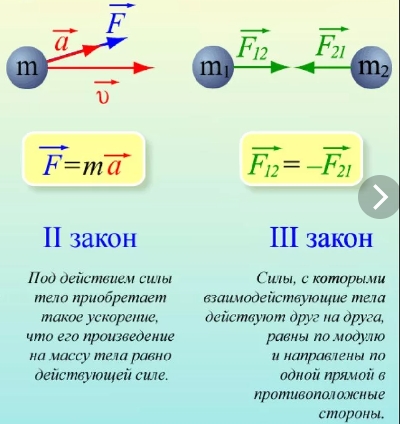 F
a
m
υ
F₁₂
F₂₁
m₁
m₂
F=ma
F₁₂= –F₂₁
II закон
Под действием силы
тело приобретает
такое ускорение,
что его произведение
на массу тела равно
действующей силе.
III закон
Силы, с которыми
взаимодействующие тела
действуют друг на друга,
равны по модулю
и направлены по
одной прямой в
противоположные
стороны.